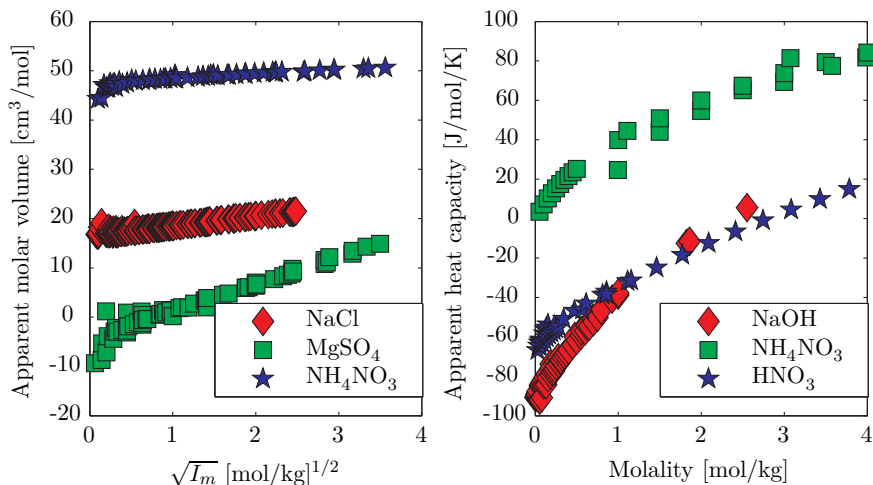 Apparent molar volume [cm³/mol]
60
50
40
30
20
10
0
-10
-20
NaCl
MgSO₄
NH₄NO₃
0
1
2
3
4
√I_m [mol/kg]^{1/2}
Apparent heat capacity [J/mol/K]
80
60
40
20
0
-20
-40
-60
-80
-100
NaOH
NH₄NO₃
HNO₃
0
1
2
3
4
Molality [mol/kg]